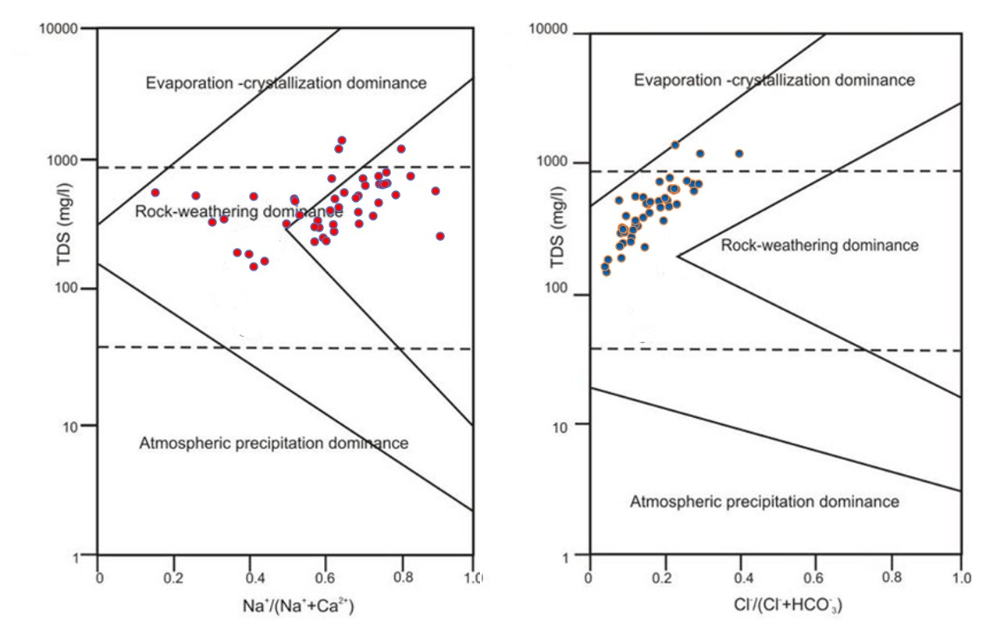 10000
1000
100
10
1
TDS (mg/l)
Evaporation -crystallization dominance
Rock-weathering dominance
Atmospheric precipitation dominance
0 0.2 0.4 0.6 0.8 1.0
Na⁺/(Na⁺+Ca²⁺)
10000
1000
100
10
1
TDS (mg/l)
Evaporation -crystallization dominance
Rock-weathering dominance
Atmospheric precipitation dominance
0 0.2 0.4 0.6 0.8 1.0
Cl⁻/(Cl⁻+HCO⁻₃)